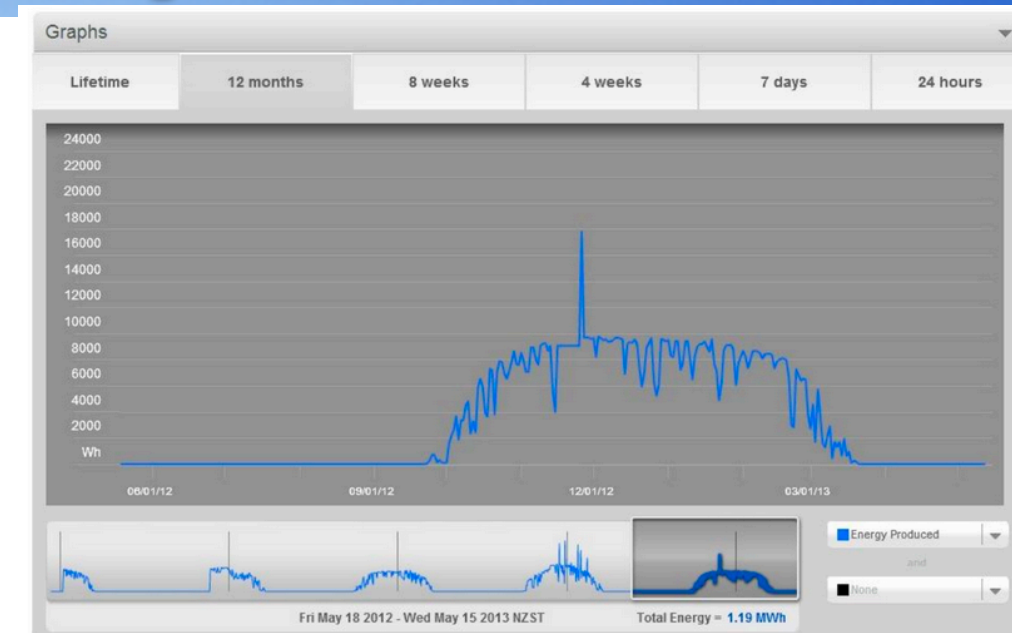 Graphs
Lifetime 12 months 8 weeks 4 weeks 7 days 24 hours
24000
22000
20000
18000
16000
14000
12000
10000
8000
6000
4000
2000
Wh
06/01/12 09/01/12 12/01/12 03/01/13
Energy Produced
and
None
Fri May 18 2012 - Wed May 15 2013 NZST Total Energy = 1.19 MWh